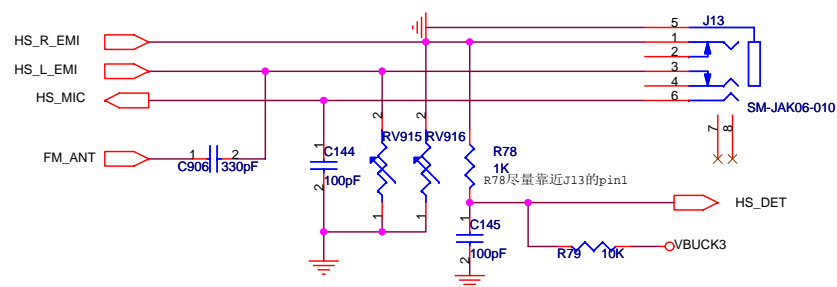 5
J13
HS_R_EMI
1
2
HS_L_EMI
3
4
HS_MIC
6
SM-JAK06-010
7
8
FM_ANT
1
2
C906
330pF
1
C144
100pF
2
2
RV915
1
2
RV916
1
R78
1K
R78尽量靠近J13的pin1
HS_DET
1
C145
100pF
2
R79
10K
VBUCK3